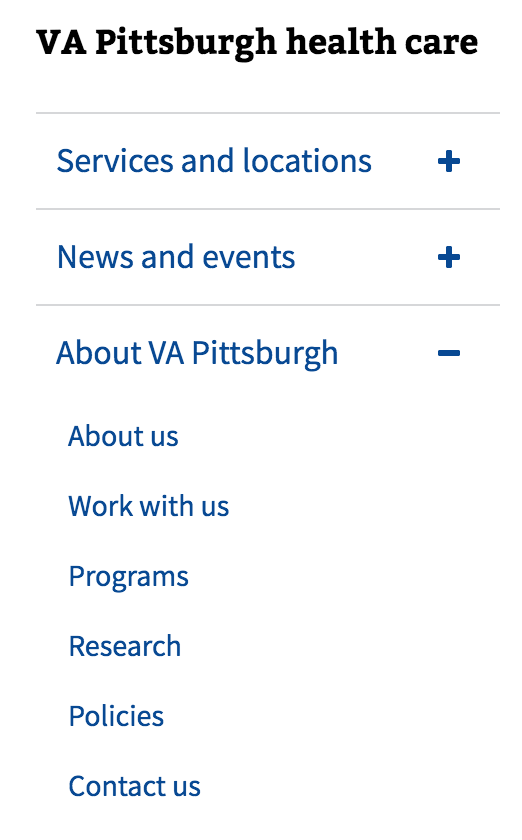 VA Pittsburgh health care
Services and locations
News and events
About VA Pittsburgh
About us
Work with us
Programs
Research
Policies
Contact us